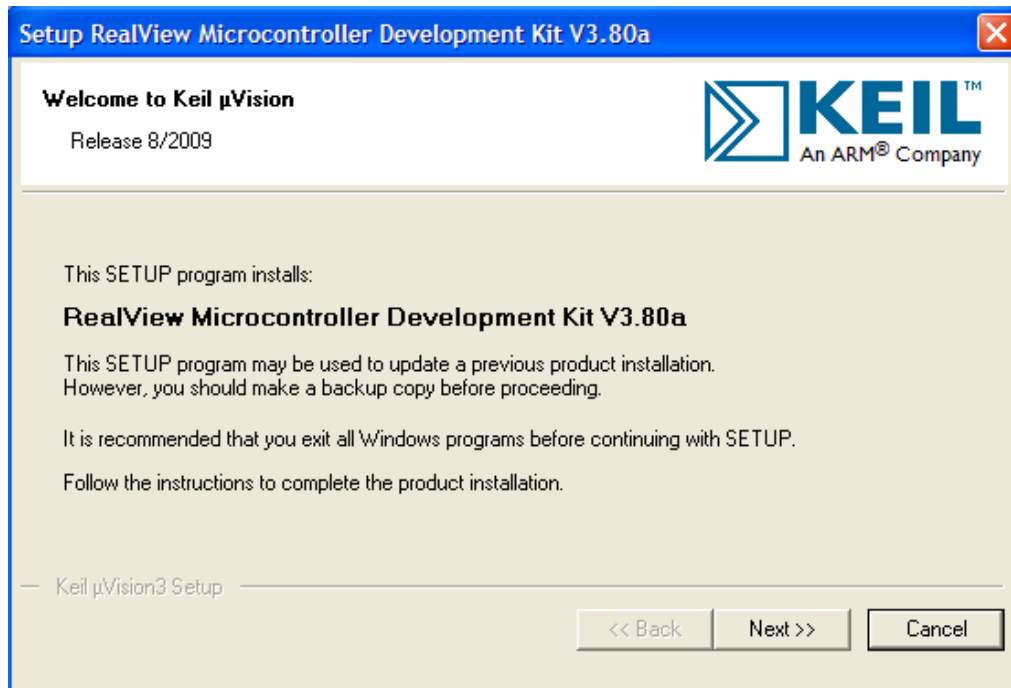 Setup RealView Microcontroller Development Kit V3.80a
Welcome to Keil µVision
Release 8/2009
KEIL™
An ARM® Company
This SETUP program installs:
RealView Microcontroller Development Kit V3.80a
This SETUP program may be used to update a previous product installation.
However, you should make a backup copy before proceeding.
It is recommended that you exit all Windows programs before continuing with SETUP.
Follow the instructions to complete the product installation.
Keil µVision3 Setup
<< Back
Next >>
Cancel